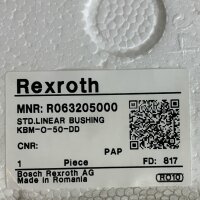 Rexroth
MNR: R063205000
STD.LINEAR BUSHING
KBM-O-50-DD
CNR:
PAP
1 Piece FD: 817
Bosch Rexroth AG
Made in Romania
RO10